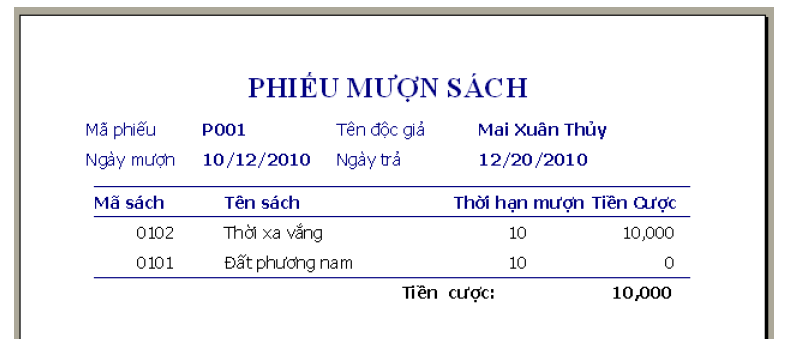 PHIẾU MƯỢN SÁCH
Mã phiếu P001 Tên độc giả Mai Xuân Thủy
Ngày mượn 10/12/2010 Ngày trả 12/20/2010
Mã sách Tên sách Thời hạn mượn Tiền Cược
0102 Thời xa vắng 10 10,000
0101 Đất phương nam 10 0
Tiền cược: 10,000